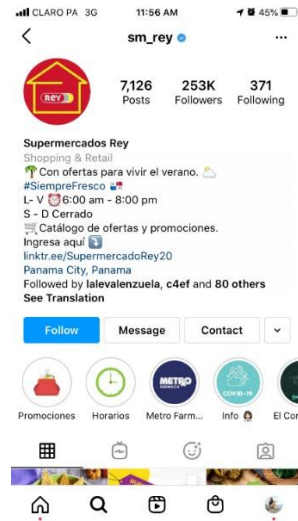 CLARO PA 3G 11:56 AM 45%
sm_rey
REY
7,126 253K 371
Posts Followers Following
Supermercados Rey
Shopping & Retail
🌴Con ofertas para vivir el verano. ⛅
#SiempreFresco 🇵🇦
L- V ⏰6:00 am - 8:00 pm
S - D Cerrado
🛒Catálogo de ofertas y promociones.
Ingresa aquí ⤵️
linktr.ee/SupermercadoRey20
Panama City, Panama
Followed by lalevalenzuela, c4ef and 80 others
See Translation
Follow Message Contact
METRO
COVID-19
Promociones Horarios Metro Farm... Info El Cor